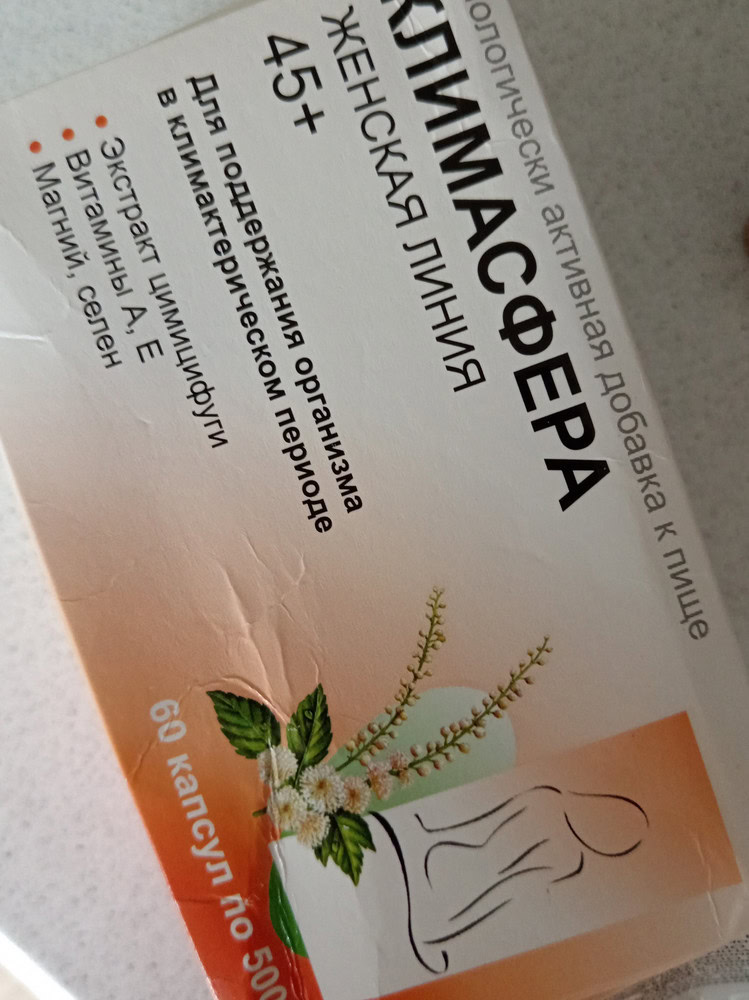 ологически активная добавка к пище
КЛИМАСФЕРА
ЖЕНСКАЯ ЛИНИЯ
45+
Для поддержания организма
в климактерическом периоде
• Экстракт цимицифуги
• Витамины А, Е
• Магний, селен
60 капсул по 500